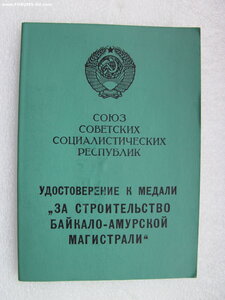 СОЮЗ
СОВЕТСКИХ
СОЦИАЛИСТИЧЕСКИХ
РЕСПУБЛИК
УДОСТОВЕРЕНИЕ К МЕДАЛИ
„ЗА СТРОИТЕЛЬСТВО
БАЙКАЛО-АМУРСКОЙ
МАГИСТРАЛИ“